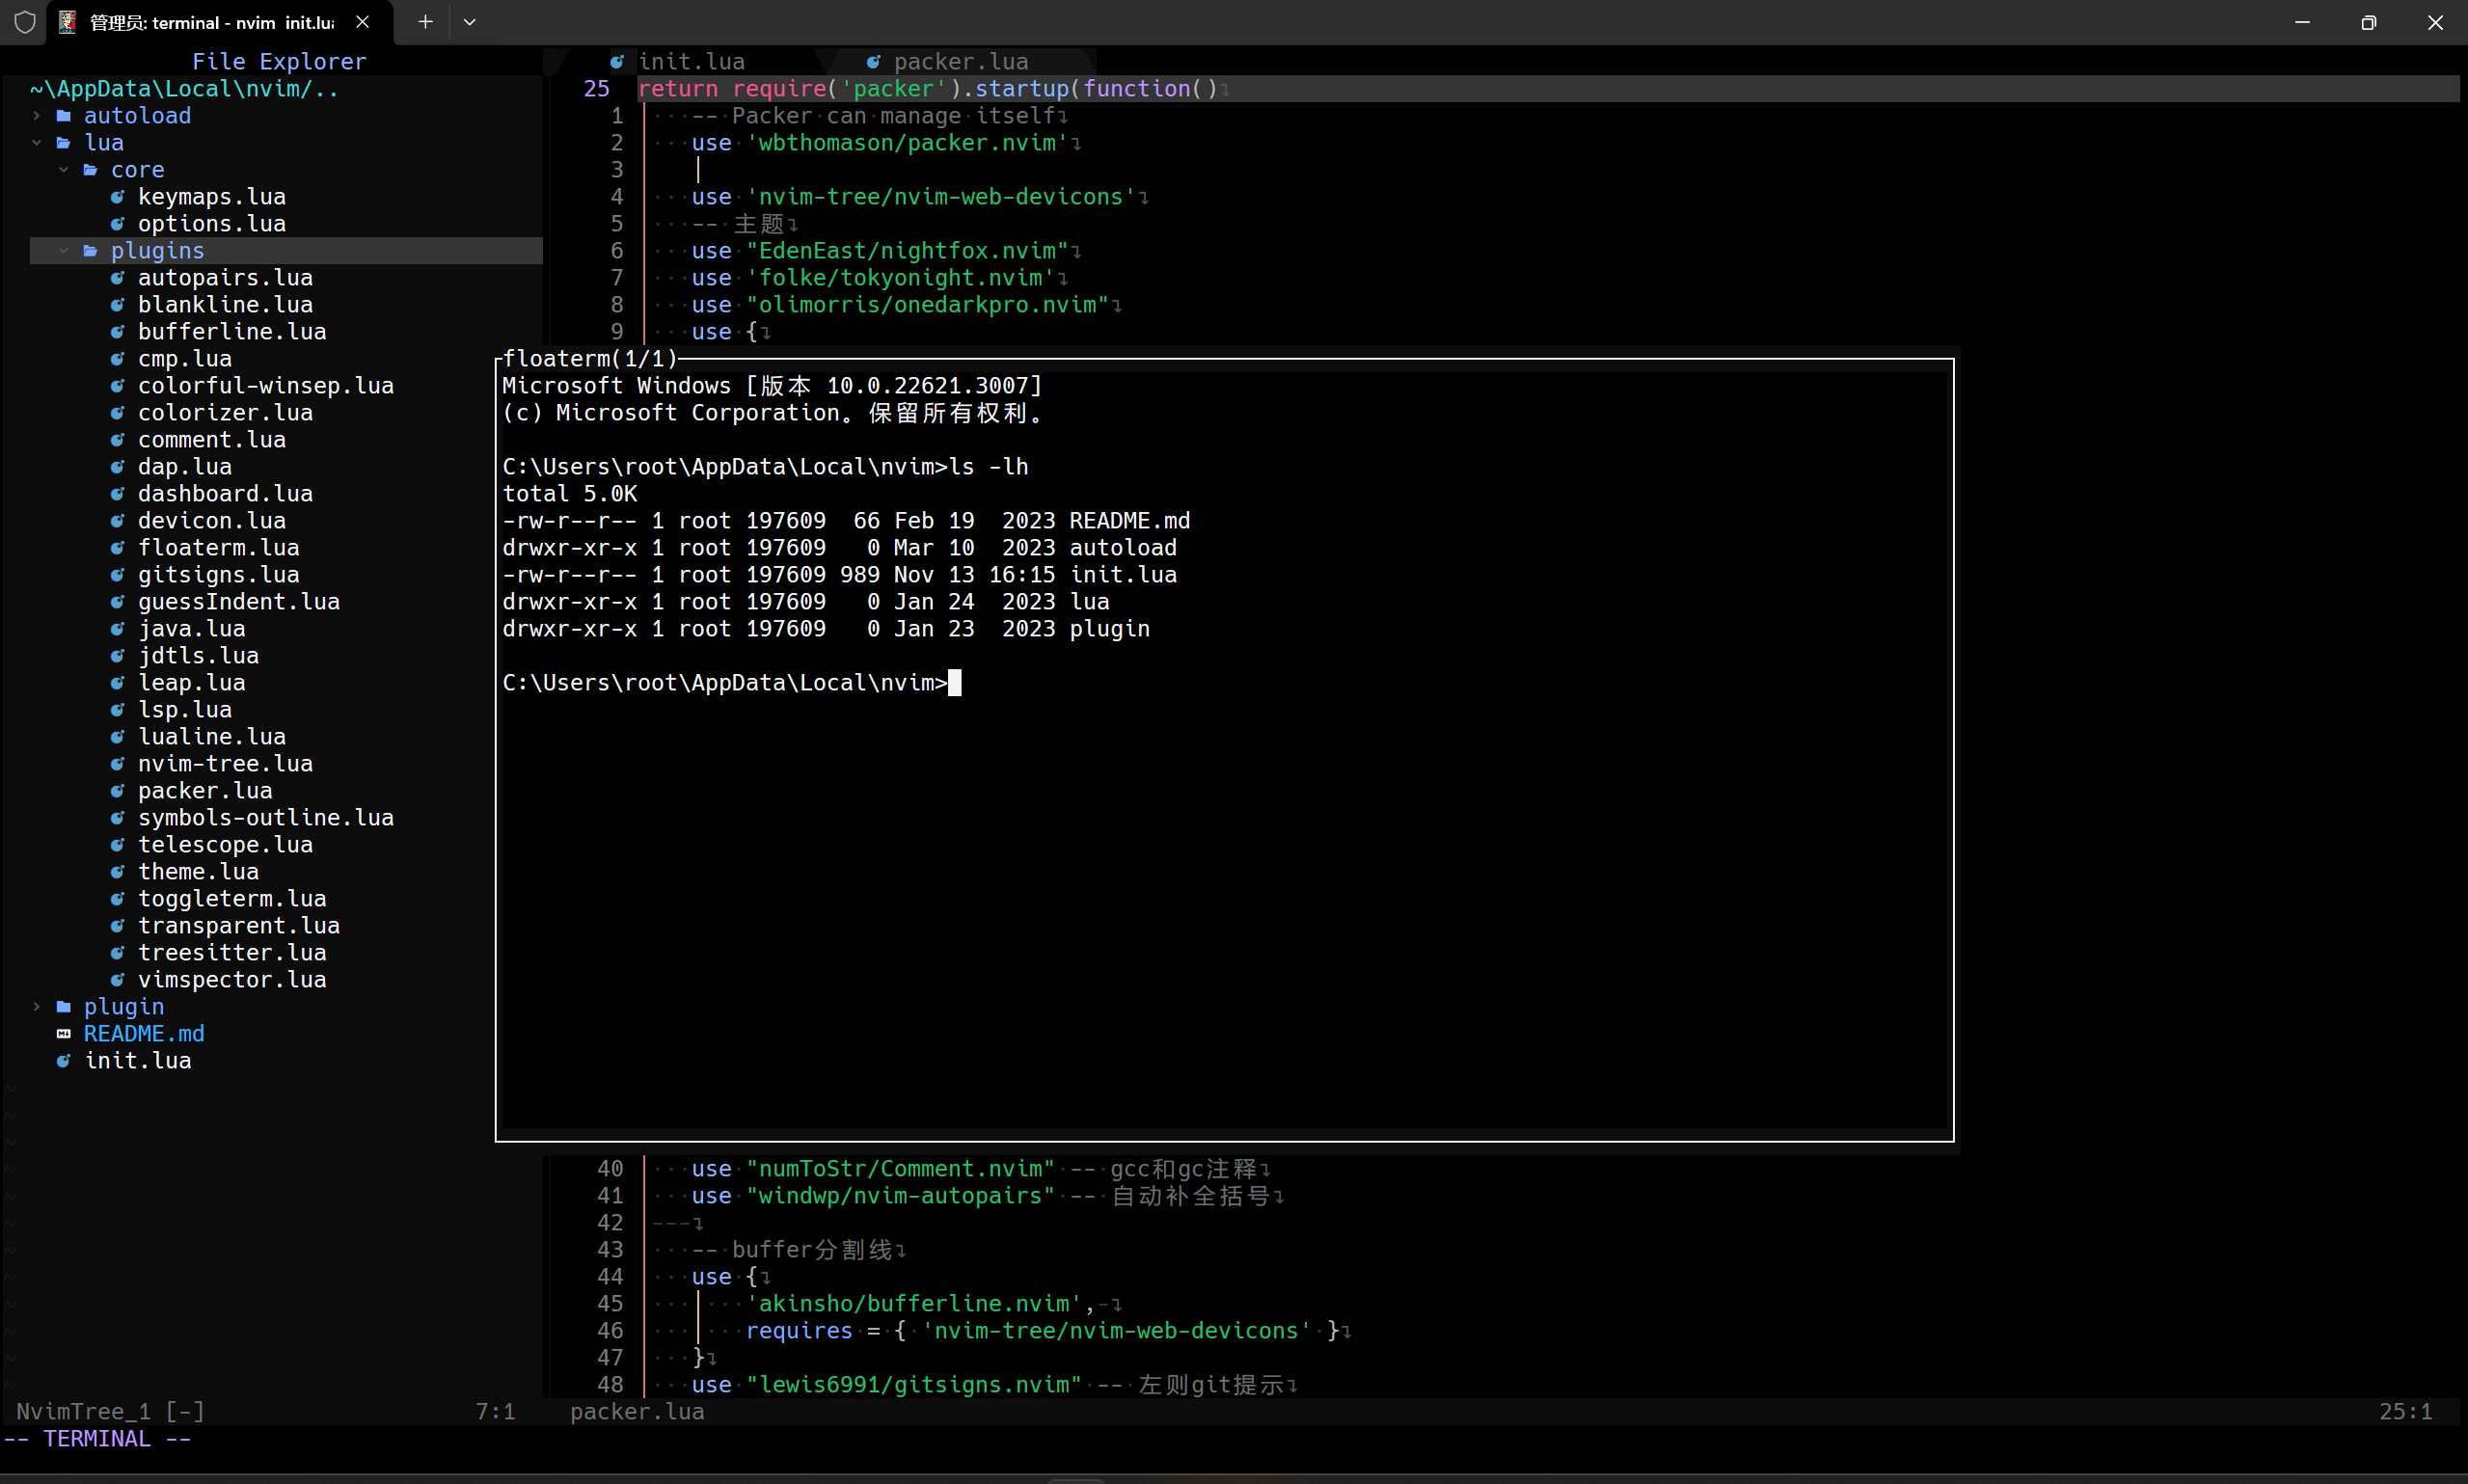 管理员: terminal - nvim init.lu
File Explorer
~\AppData\Local\nvim/..
autoload
lua
core
keymaps.lua
options.lua
plugins
autopairs.lua
blankline.lua
bufferline.lua
cmp.lua
colorful-winsep.lua
colorizer.lua
comment.lua
dap.lua
dashboard.lua
devicon.lua
floaterm.lua
gitsigns.lua
guessIndent.lua
java.lua
jdtls.lua
leap.lua
lsp.lua
lualine.lua
nvim-tree.lua
packer.lua
symbols-outline.lua
telescope.lua
theme.lua
toggleterm.lua
transparent.lua
treesitter.lua
vimspector.lua
plugin
README.md
init.lua
NvimTree_1 [-] 7:1
init.lua packer.lua
25 return require('packer').startup(function()
1 -- Packer can manage itself
2 use 'wbthomason/packer.nvim'
3
4 use 'nvim-tree/nvim-web-devicons'
5 -- 主题
6 use "EdenEast/nightfox.nvim"
7 use 'folke/tokyonight.nvim'
8 use "olimorris/onedarkpro.nvim"
9 use {
floaterm(1/1)
Microsoft Windows [版本 10.0.22621.3007]
(c) Microsoft Corporation。保留所有权利。
C:\Users\root\AppData\Local\nvim>ls -lh
total 5.0K
-rw-r--r-- 1 root 197609  66 Feb 19  2023 README.md
drwxr-xr-x 1 root 197609   0 Mar 10  2023 autoload
-rw-r--r-- 1 root 197609 989 Nov 13 16:15 init.lua
drwxr-xr-x 1 root 197609   0 Jan 24  2023 lua
drwxr-xr-x 1 root 197609   0 Jan 23  2023 plugin
C:\Users\root\AppData\Local\nvim>
40 use "numToStr/Comment.nvim" -- gcc和gc注释
41 use "windwp/nvim-autopairs" -- 自动补全括号
42 ---
43 -- buffer分割线
44 use {
45 'akinsho/bufferline.nvim',-
46 requires = { 'nvim-tree/nvim-web-devicons' }
47 }
48 use "lewis6991/gitsigns.nvim" -- 左则git提示
packer.lua 25:1
-- TERMINAL --